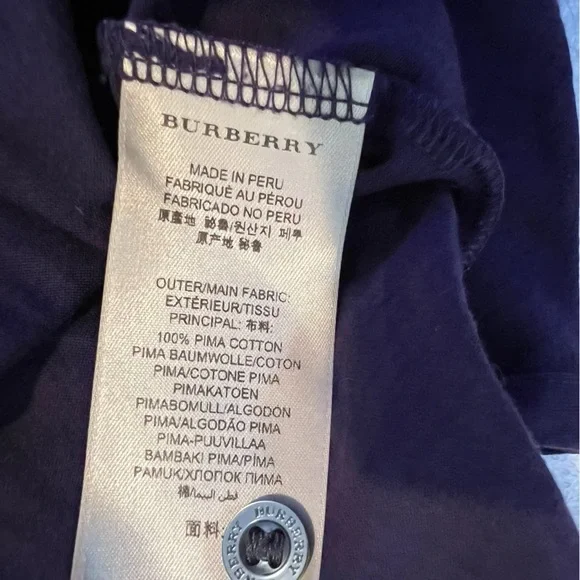 BURBERRY
MADE IN PERU
FABRIQUÉ AU PÉROU
FABRICADO NO PERU
原產地 祕魯/원산지 페루
原产地 秘鲁
OUTER/MAIN FABRIC:
EXTÉRIEUR/TISSU
PRINCIPAL: 布料:
100% PIMA COTTON
PIMA BAUMWOLLE/COTON
PIMA/COTONE PIMA
PIMAKATOEN
PIMABOMULL/ALGODÓN
PIMA/ALGODÃO PIMA
PIMA-PUUVILLAA
BAMBAKI PIMA/PİMA
PAMUK/ХЛОПОК ПИМА
棉/قطن البيما
面料:
BURBERRY
BURBERRY